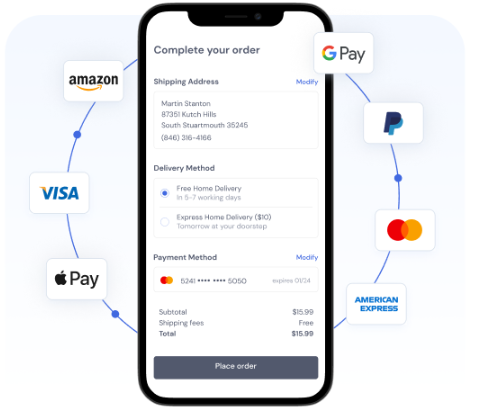 Complete your order
Shipping Address Modify
Martin Stanton
87351 Kutch Hills
South Stuartmouth 35245
(846) 316-4166
Delivery Method
Free Home Delivery
In 5-7 working days
Express Home Delivery ($10)
Tomorrow at your doorstep
Payment Method Modify
5241 •••• •••• 5050 expires 01/24
Subtotal $15.99
Shipping fees Free
Total $15.99
Place order
amazon
VISA
Pay
G Pay
AMERICAN
EXPRESS